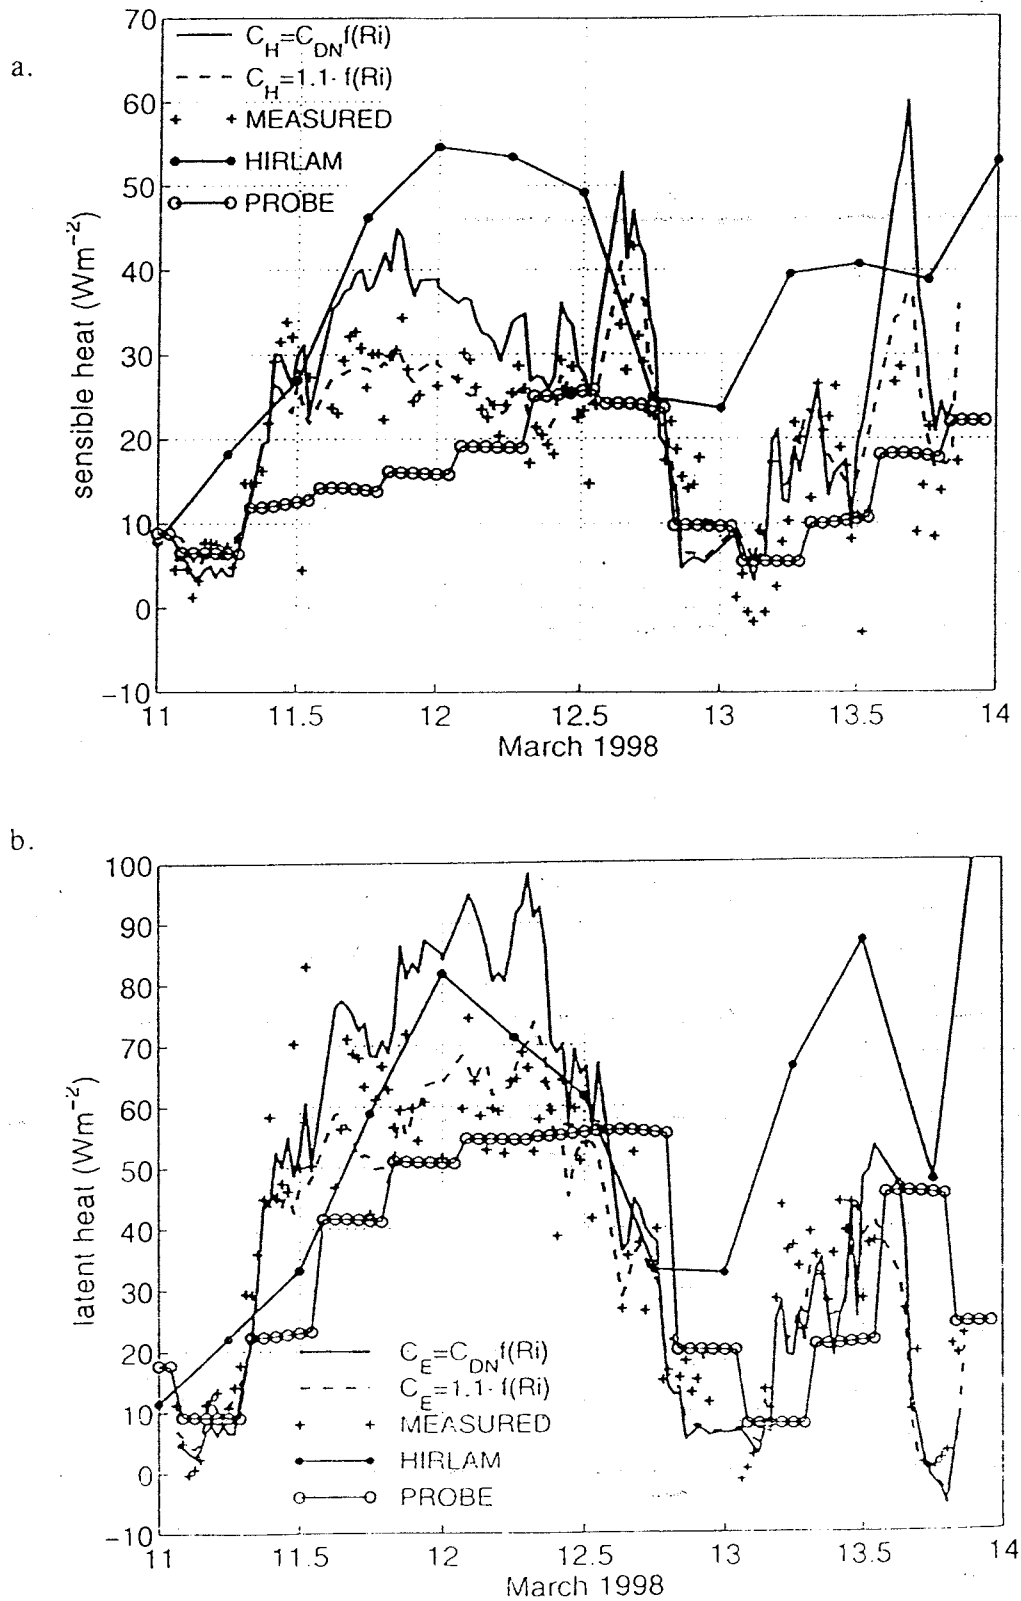 a.
70
60
50
40
30
20
10
0
−10
sensible heat (Wm⁻²)
C_H=C_DN f(Ri)
C_H=1.1· f(Ri)
MEASURED
HIRLAM
PROBE
11 11.5 12 12.5 13 13.5 14
March 1998
b.
100
90
80
70
60
50
40
30
20
10
0
−10
latent heat (Wm⁻²)
C_E=C_DN f(Ri)
C_E=1.1· f(Ri)
MEASURED
HIRLAM
PROBE
11 11.5 12 12.5 13 13.5 14
March 1998